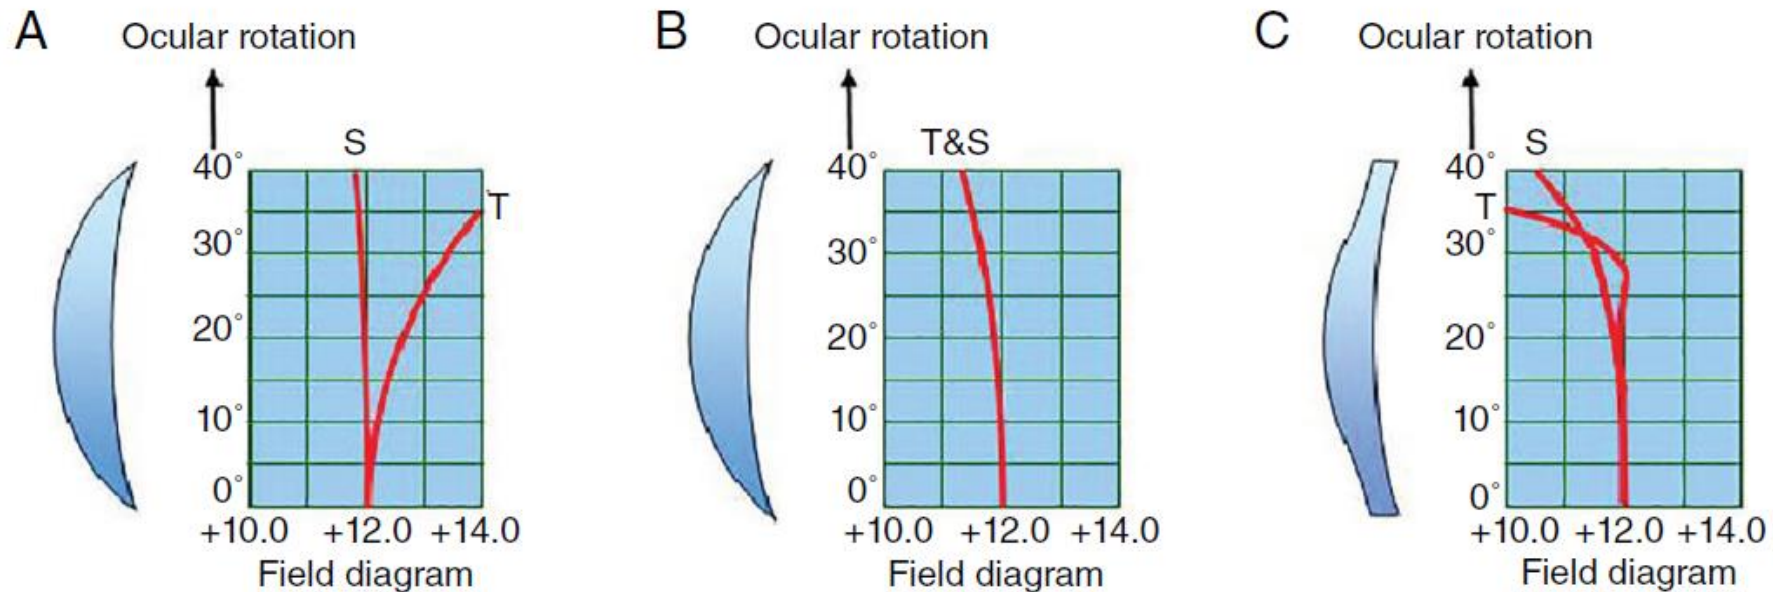 A
Ocular rotation
S
40°
T
30°
20°
10°
0°
+10.0 +12.0 +14.0
Field diagram
B
Ocular rotation
T&S
40°
30°
20°
10°
0°
+10.0 +12.0 +14.0
Field diagram
C
Ocular rotation
S
40°
T
30°
20°
10°
0°
+10.0 +12.0 +14.0
Field diagram